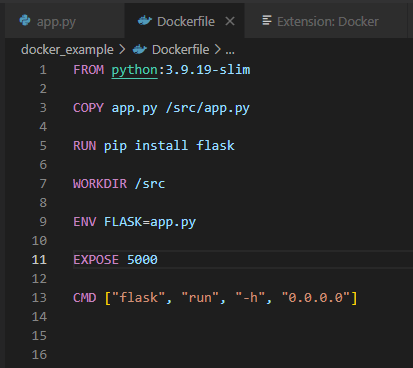 app.py Dockerfile Extension: Docker
docker_example > Dockerfile > ...
1 FROM python:3.9.19-slim
2
3 COPY app.py /src/app.py
4
5 RUN pip install flask
6
7 WORKDIR /src
8
9 ENV FLASK=app.py
10
11 EXPOSE 5000
12
13 CMD ["flask", "run", "-h", "0.0.0.0"]
14
15
16